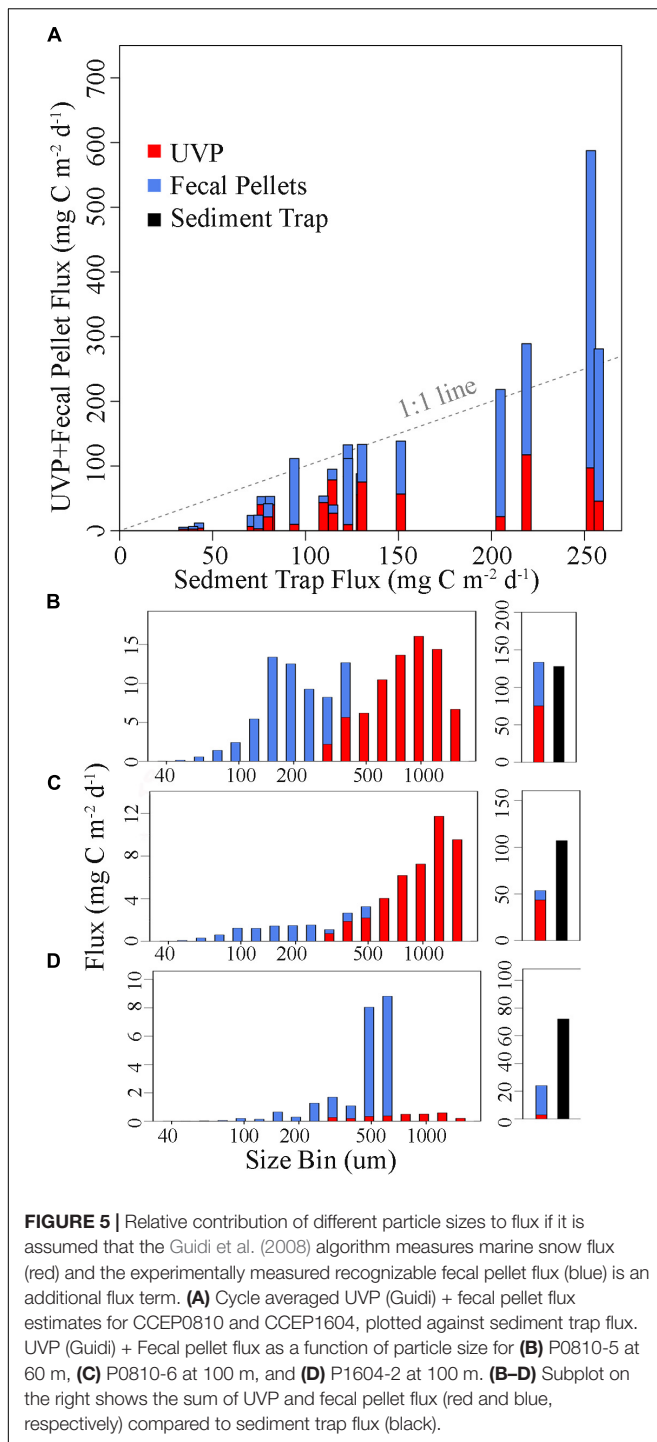 A
UVP+Fecal Pellet Flux (mg C m⁻² d⁻¹)
700
600
500
400
300
200
100
0
UVP
Fecal Pellets
Sediment Trap
1:1 line
0 50 100 150 200 250
Sediment Trap Flux (mg C m⁻² d⁻¹)
B
15
10
5
0
40 100 200 500 1000
200
150
100
50
0
C
12
8
4
0
40 100 200 500 1000
150
100
50
0
Flux (mg C m⁻² d⁻¹)
D
10
8
6
4
2
0
40 100 200 500 1000
100
80
60
40
20
0
Size Bin (um)
FIGURE 5 | Relative contribution of different particle sizes to flux if it is
assumed that the Guidi et al. (2008) algorithm measures marine snow flux
(red) and the experimentally measured recognizable fecal pellet flux (blue) is an
additional flux term. (A) Cycle averaged UVP (Guidi) + fecal pellet flux
estimates for CCEP0810 and CCEP1604, plotted against sediment trap flux.
UVP (Guidi) + Fecal pellet flux as a function of particle size for (B) P0810-5 at
60 m, (C) P0810-6 at 100 m, and (D) P1604-2 at 100 m. (B–D) Subplot on
the right shows the sum of UVP and fecal pellet flux (red and blue,
respectively) compared to sediment trap flux (black).